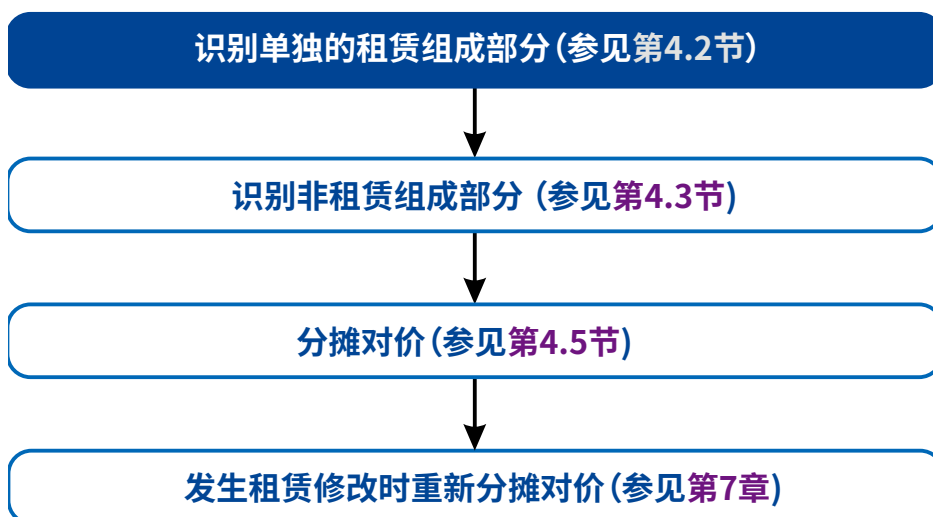 识别单独的租赁组成部分（参见第4.2节）
识别非租赁组成部分（参见第4.3节)
分摊对价（参见第4.5节)
发生租赁修改时重新分摊对价（参见第7章)